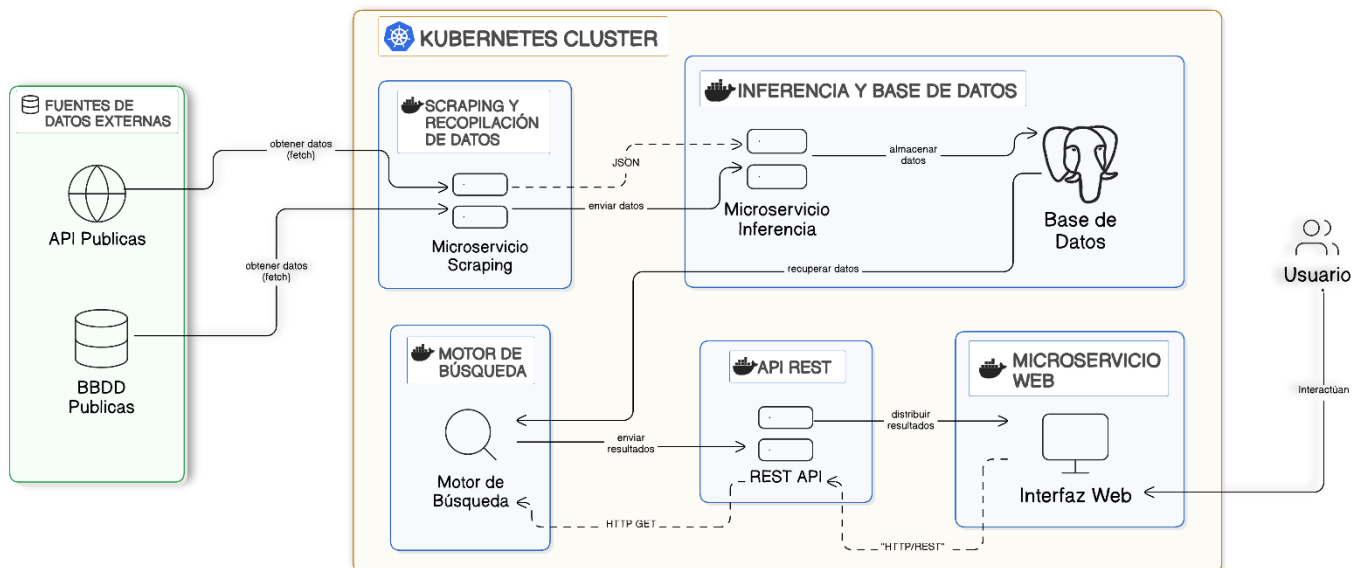 KUBERNETES CLUSTER
FUENTES DE
DATOS EXTERNAS
API Publicas
BBDD
Publicas
obtener datos
(fetch)
obtener datos
(fetch)
SCRAPING Y
RECOPILACIÓN
DE DATOS
Microservicio
Scraping
JSON
enviar datos
INFERENCIA Y BASE DE DATOS
Microservicio
Inferencia
almacenar
datos
Base de
Datos
recuperar datos
MOTOR DE
BÚSQUEDA
Motor de
Búsqueda
enviar
resultados
HTTP GET
API REST
REST API
distribuir
resultados
"HTTP/REST"
MICROSERVICIO
WEB
Interfaz Web
Usuario
Interactúan